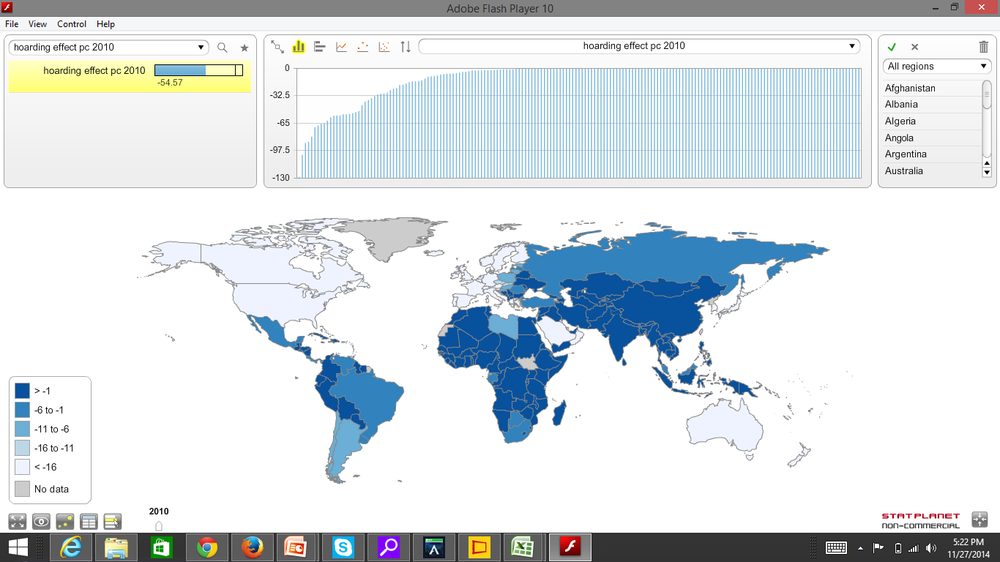 Adobe Flash Player 10
File View Control Help
hoarding effect pc 2010
hoarding effect pc 2010
-54.57
hoarding effect pc 2010
0
-32.5
-65
-97.5
-130
All regions
Afghanistan
Albania
Algeria
Angola
Argentina
Australia
> -1
-6 to -1
-11 to -6
-16 to -11
< -16
No data
2010
STATPLANET
NON-COMMERCIAL
5:22 PM
11/27/2014